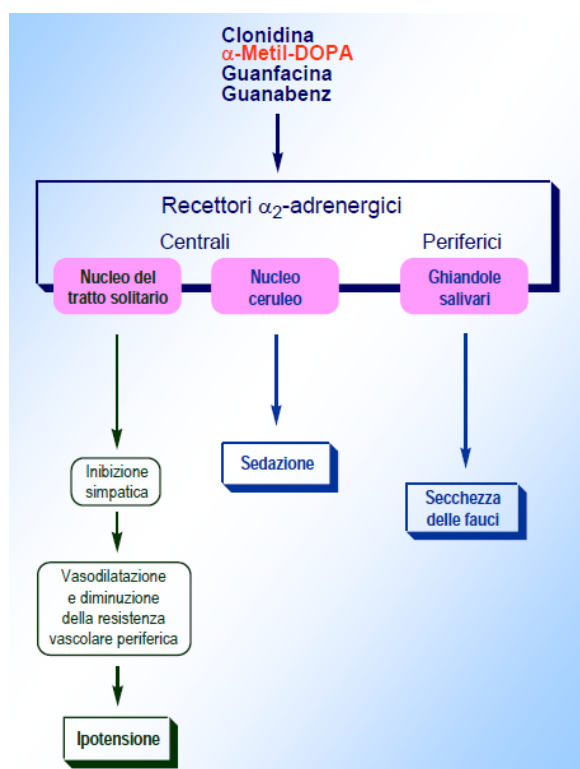 Clonidina
α-Metil-DOPA
Guanfacina
Guanabenz
Recettori α₂-adrenergici
Centrali
Periferici
Nucleo del
tratto solitario
Nucleo
ceruleo
Ghiandole
salivari
Inibizione
simpatica
Sedazione
Secchezza
delle fauci
Vasodilatazione
e diminuzione
della resistenza
vascolare periferica
Ipotensione